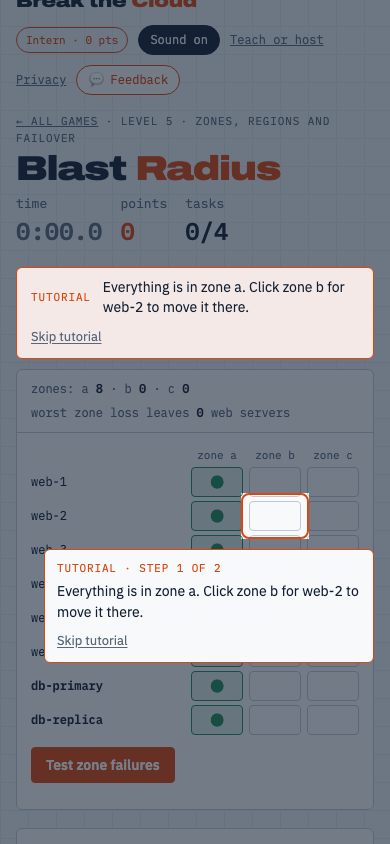 Break the Cloud
Intern · 0 pts
Sound on
Teach or host
Privacy
💬 Feedback
← ALL GAMES · LEVEL 5 · ZONES, REGIONS AND
FAILOVER
Blast Radius
time points tasks
0:00.0 0 0/4
TUTORIAL
Everything is in zone a. Click zone b for
web-2 to move it there.
Skip tutorial
zones: a 8 · b 0 · c 0
worst zone loss leaves 0 web servers
zone a zone b zone c
web-1
web-2
TUTORIAL · STEP 1 OF 2
Everything is in zone a. Click zone b for web-2 to
move it there.
Skip tutorial
db-primary
db-replica
Test zone failures